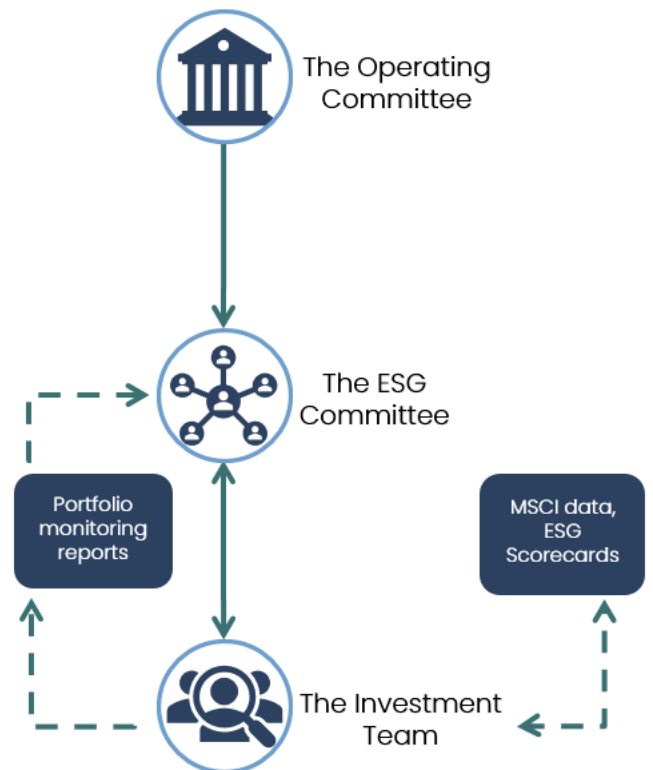 The Operating
Committee
The ESG
Committee
Portfolio
monitoring
reports
MSCI data,
ESG
Scorecards
The Investment
Team